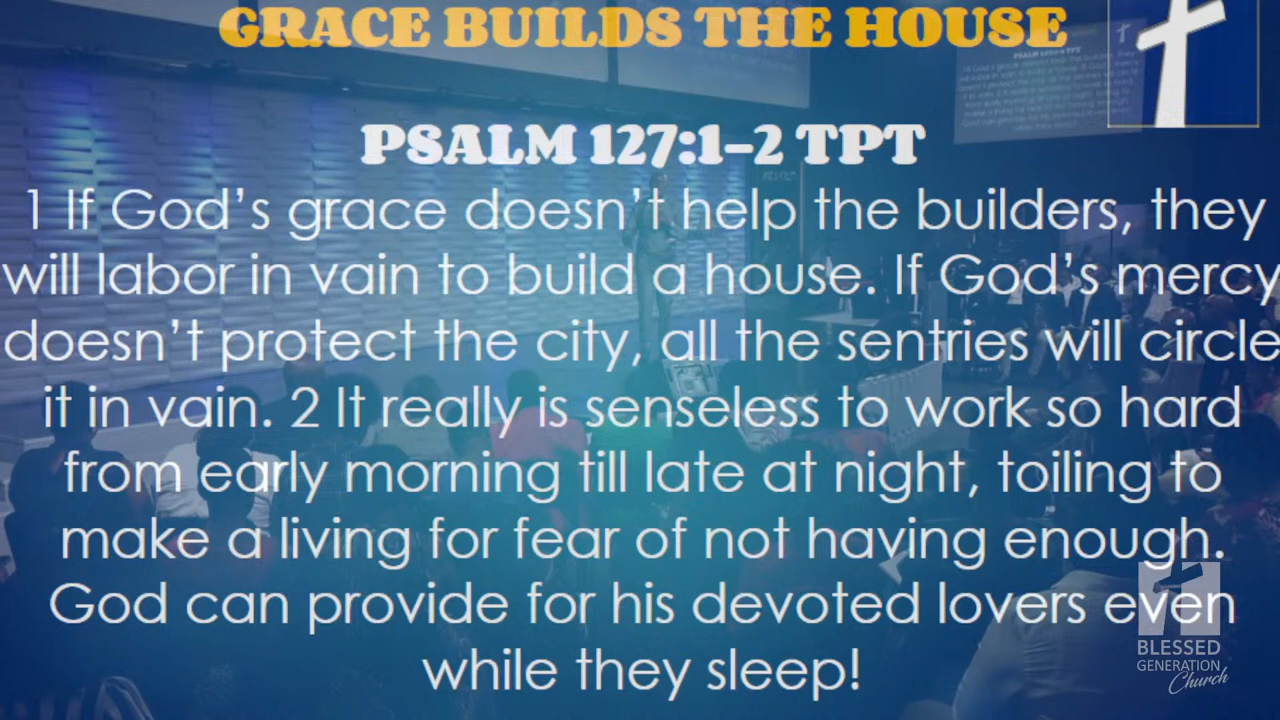 GRACE BUILDS THE HOUSE
PSALM 127:1–2 TPT
1 If God’s grace doesn’t help the builders, they
will labor in vain to build a house. If God’s mercy
doesn’t protect the city, all the sentries will circle
it in vain. 2 It really is senseless to work so hard
from early morning till late at night, toiling to
make a living for fear of not having enough.
God can provide for his devoted lovers even
while they sleep!
BLESSED
GENERATION
Church